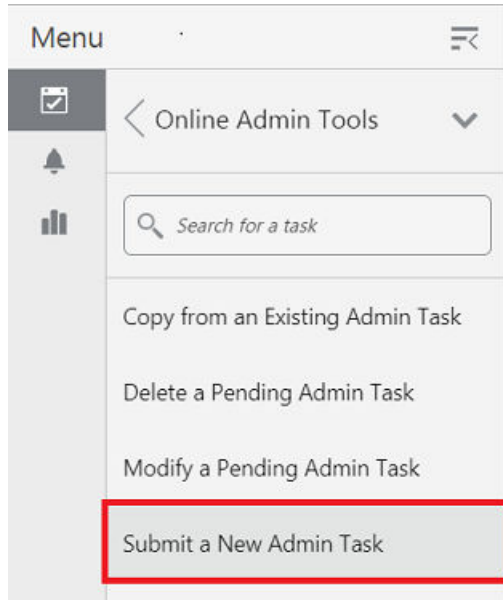 Menu
Online Admin Tools
Search for a task
Copy from an Existing Admin Task
Delete a Pending Admin Task
Modify a Pending Admin Task
Submit a New Admin Task